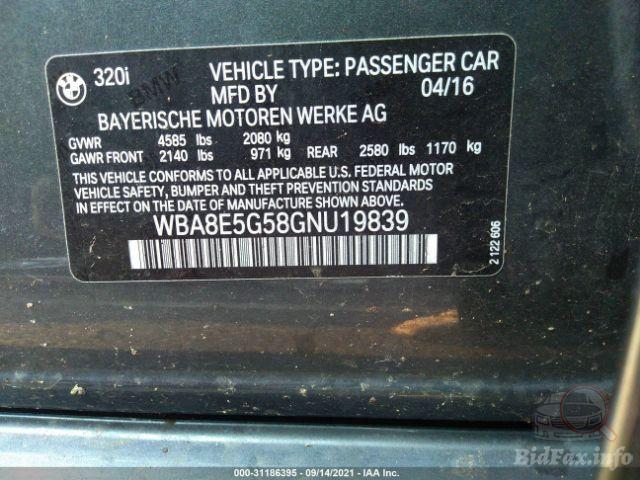 BMW
320i VEHICLE TYPE: PASSENGER CAR
MFD BY 04/16
BAYERISCHE MOTOREN WERKE AG
GVWR 4585 lbs 2080 kg
GAWR FRONT 2140 lbs 971 kg REAR 2580 lbs 1170 kg
THIS VEHICLE CONFORMS TO ALL APPLICABLE U.S. FEDERAL MOTOR
VEHICLE SAFETY, BUMPER, AND THEFT PREVENTION STANDARDS
IN EFFECT ON THE DATE OF MANUFACTURE SHOWN ABOVE.
WBA8E5G58GNU19839
2 122 606
BidFax.info
000-31186395 - 09/14/2021 - IAA Inc.